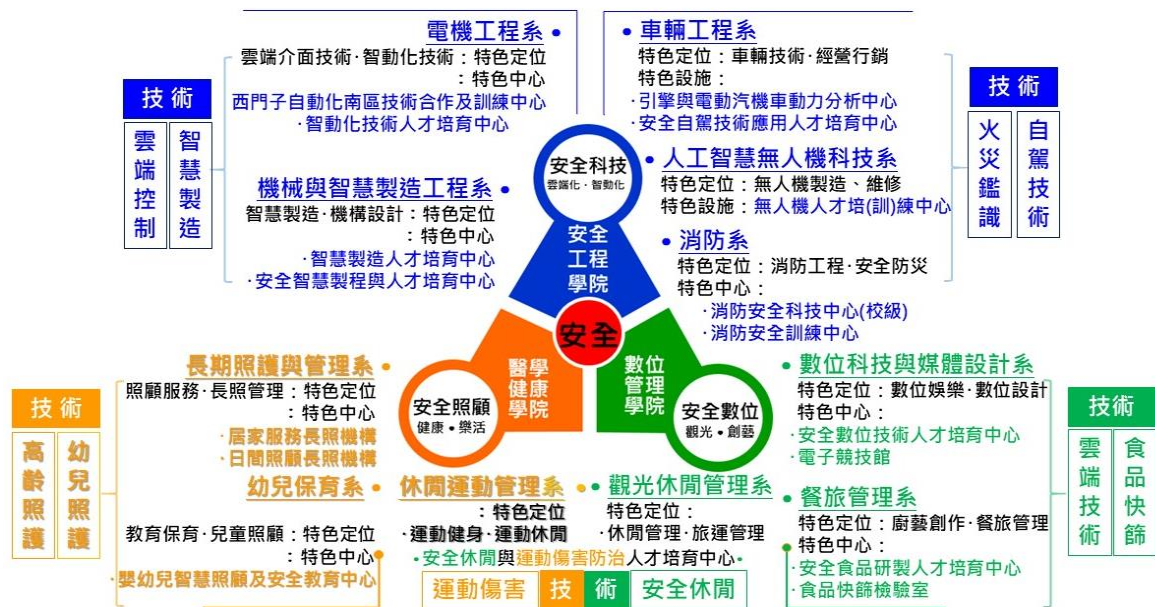 電機工程系 •
雲端介面技術‧智動化技術：特色定位
：特色中心
西門子自動化南區技術合作及訓練中心
‧智動化技術人才培育中心
機械與智慧製造工程系 •
智慧製造‧機構設計：特色定位
：特色中心
‧智慧製造人才培育中心
‧安全智慧製程與人才培育中心
技術
雲端控制
智慧製造
• 車輛工程系
特色定位：車輛技術‧經營行銷
特色設施：
‧引擎與電動汽機車動力分析中心
‧安全自駕技術應用人才培育中心
• 人工智慧無人機科技系
特色定位：無人機製造、維修
特色設施：無人機人才培(訓)練中心
• 消防系
特色定位：消防工程‧安全防災
特色中心：
‧消防安全科技中心(校級)
‧消防安全訓練中心
技術
火災鑑識
自駕技術
安全科技
雲端化‧智動化
安全
工程
學院
安全
醫學
健康
學院
數位
管理
學院
安全照顧
健康•樂活
安全數位
觀光•創藝
長期照護與管理系 •
照顧服務‧長照管理：特色定位
：特色中心
‧居家服務長照機構
‧日間照顧長照機構
幼兒保育系 •
教育保育‧兒童照顧：特色定位
：特色中心
‧嬰幼兒智慧照顧及安全教育中心
技術
高齡照護
幼兒照護
休閒運動管理系 •
：特色定位
‧運動健身‧運動休閒
• 觀光休閒管理系
特色定位：
‧休閒管理‧旅運管理
•安全休閒與運動傷害防治人才培育中心•
運動傷害 技術 安全休閒
• 數位科技與媒體設計系
特色定位：數位娛樂‧數位設計
特色中心：
‧安全數位技術人才培育中心
‧電子競技館
• 餐旅管理系
特色定位：廚藝創作‧餐旅管理
特色中心：
‧安全食品研製人才培育中心
‧食品快篩檢驗室
技術
雲端技術
食品快篩